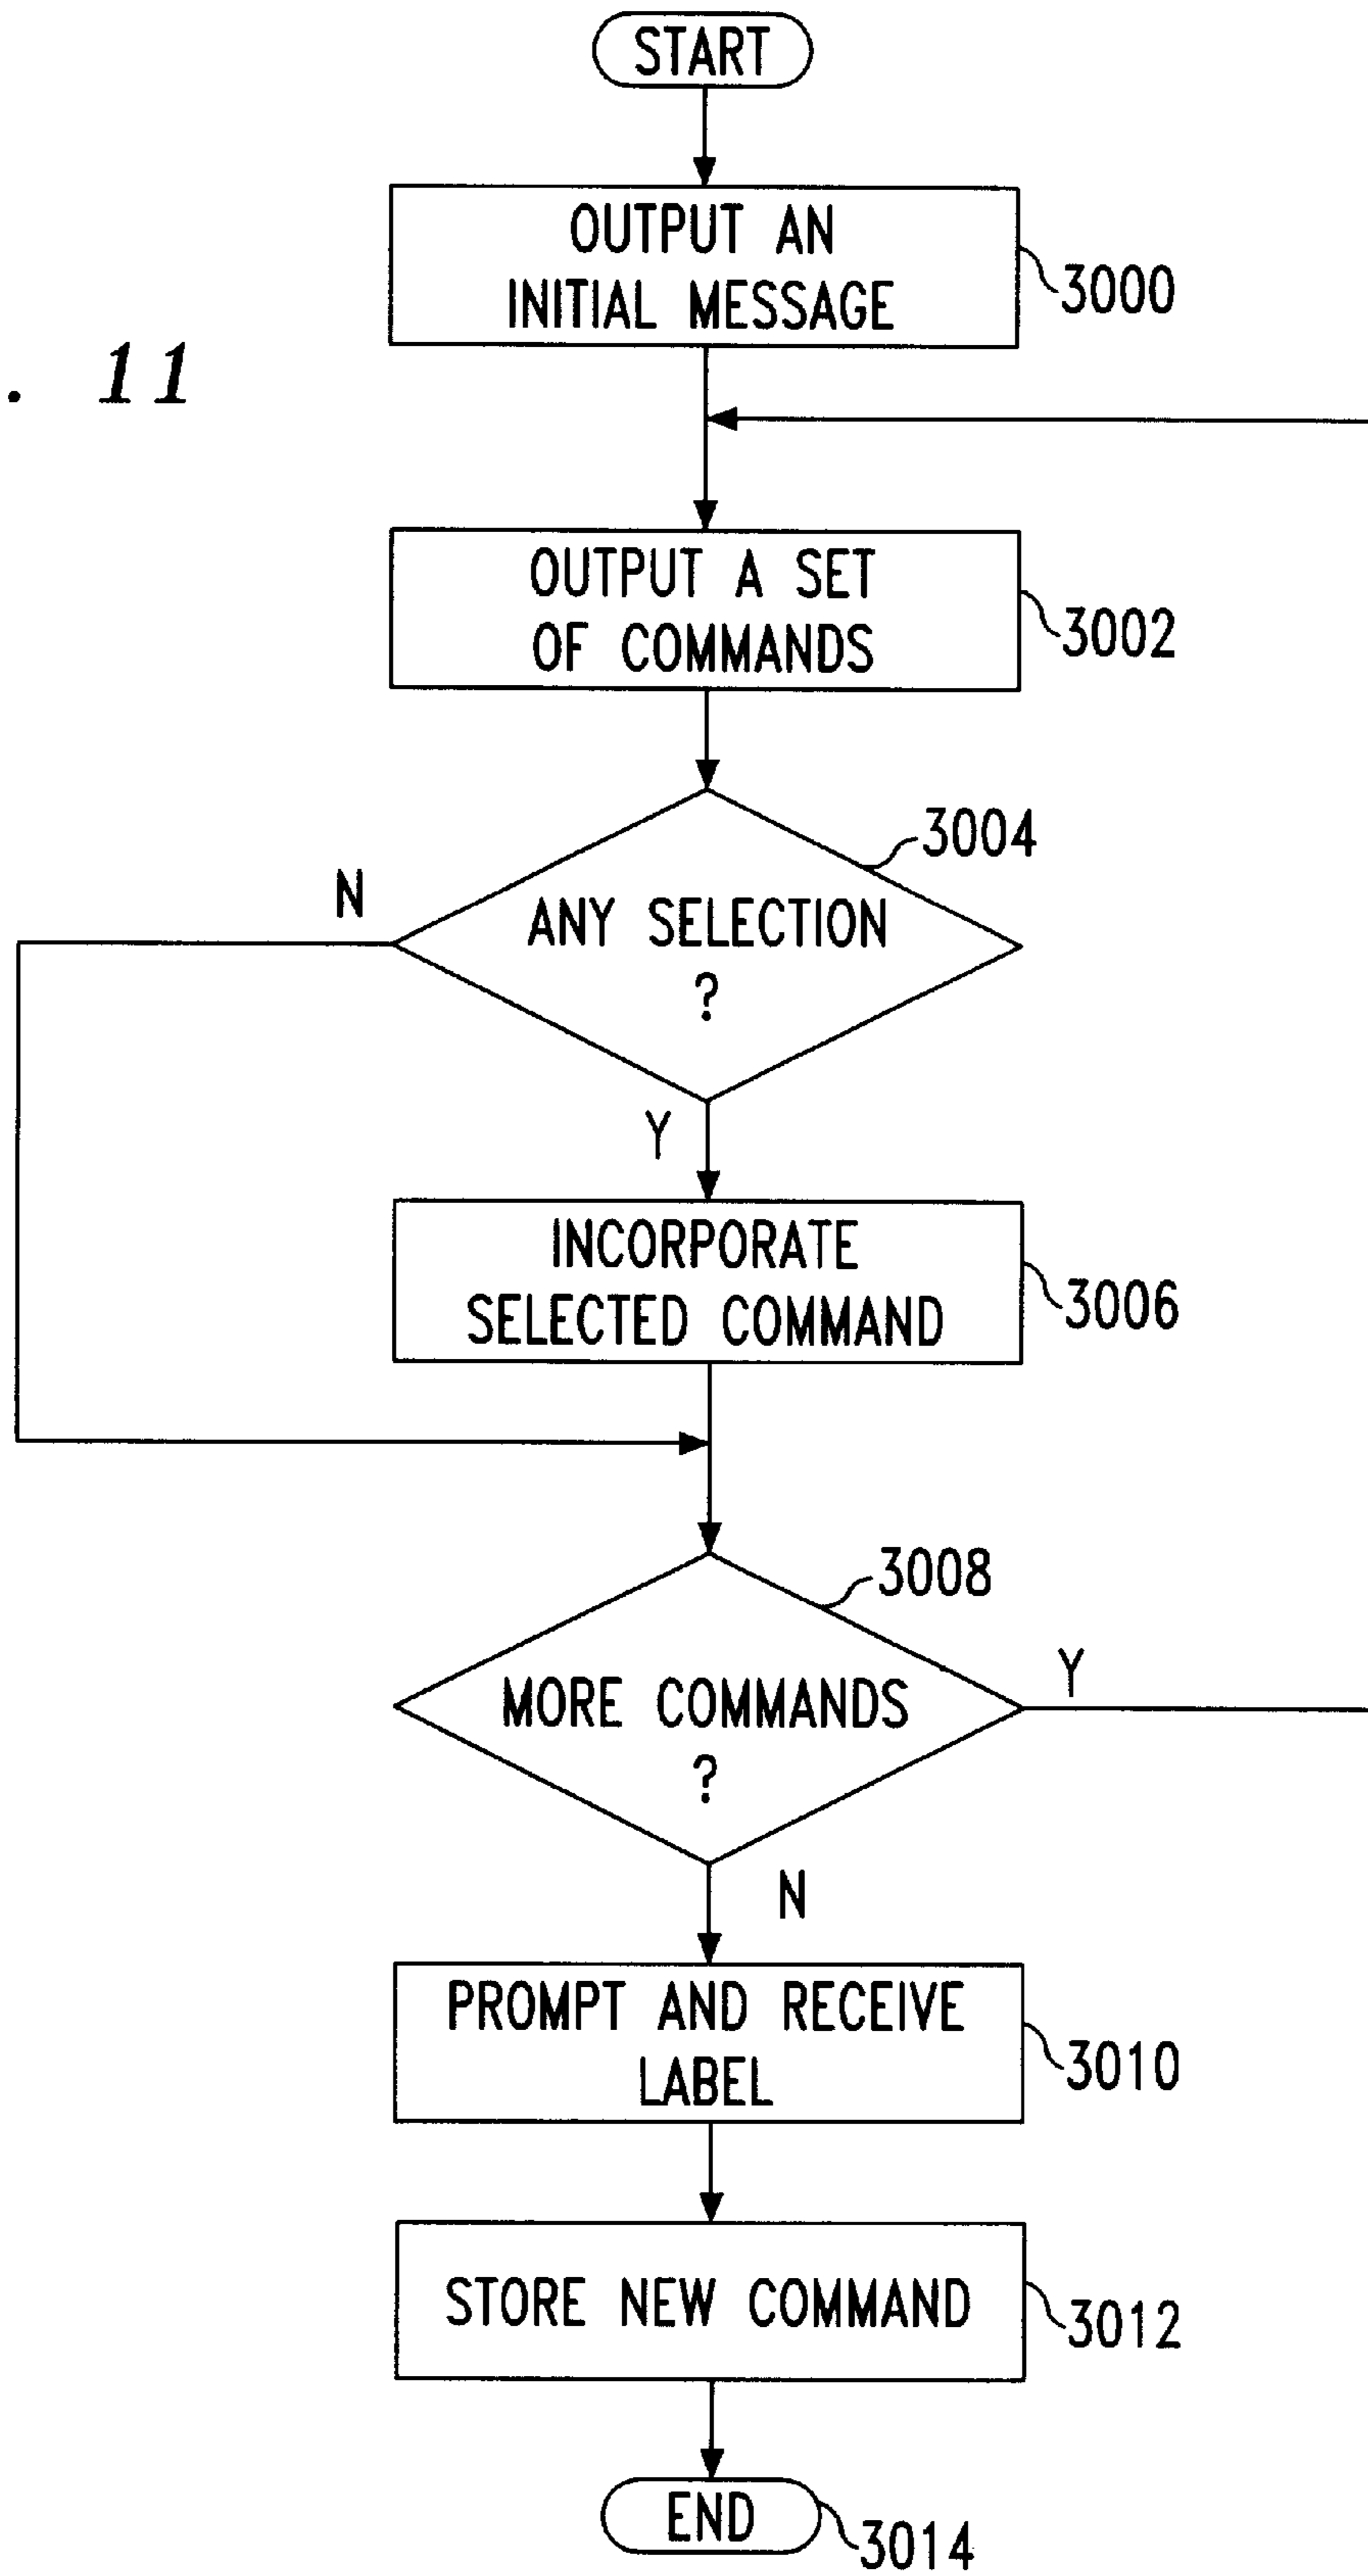 START
OUTPUT AN
INITIAL MESSAGE
3000
. 11
OUTPUT A SET
OF COMMANDS
3002
3004
N
ANY SELECTION
?
Y
INCORPORATE
SELECTED COMMAND
3006
3008
MORE COMMANDS
?
Y
N
PROMPT AND RECEIVE
LABEL
3010
STORE NEW COMMAND
3012
END
3014